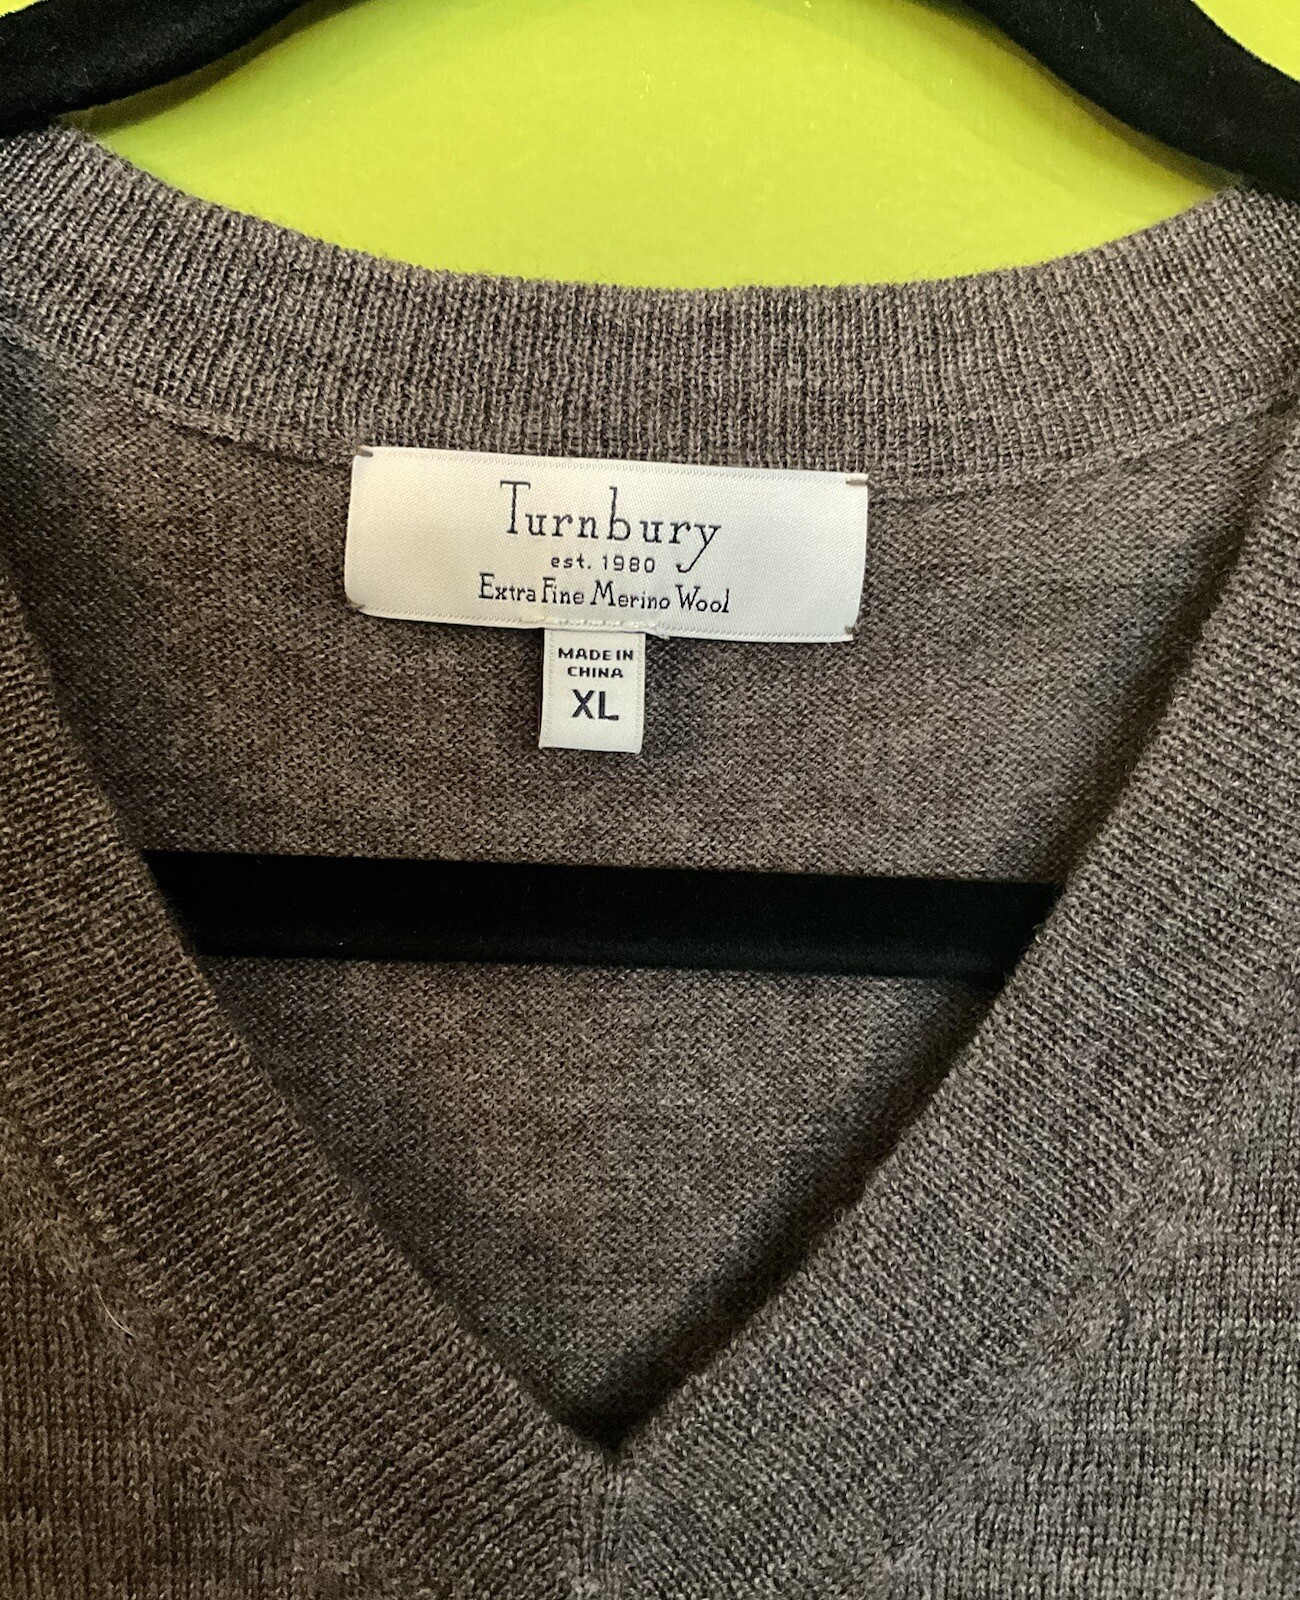 Turnbury
est. 1980
Extra Fine Merino Wool
MADE IN
CHINA
XL